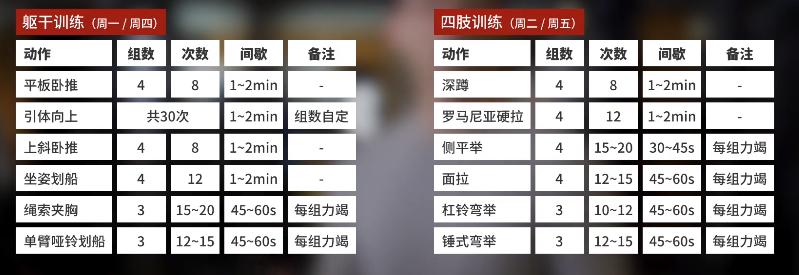 躯干训练（周一 / 周四）
动作 组数 次数 间歇 备注
平板卧推 4 8 1~2min -
引体向上 共30次 1~2min 组数自定
上斜卧推 4 8 1~2min -
坐姿划船 4 12 1~2min -
绳索夹胸 3 15~20 45~60s 每组力竭
单臂哑铃划船 3 12~15 45~60s 每组力竭
四肢训练（周二 / 周五）
动作 组数 次数 间歇 备注
深蹲 4 8 1~2min -
罗马尼亚硬拉 4 12 1~2min -
侧平举 4 15~20 30~45s 每组力竭
面拉 4 12~15 45~60s 每组力竭
杠铃弯举 3 10~12 45~60s 每组力竭
锤式弯举 3 12~15 45~60s 每组力竭